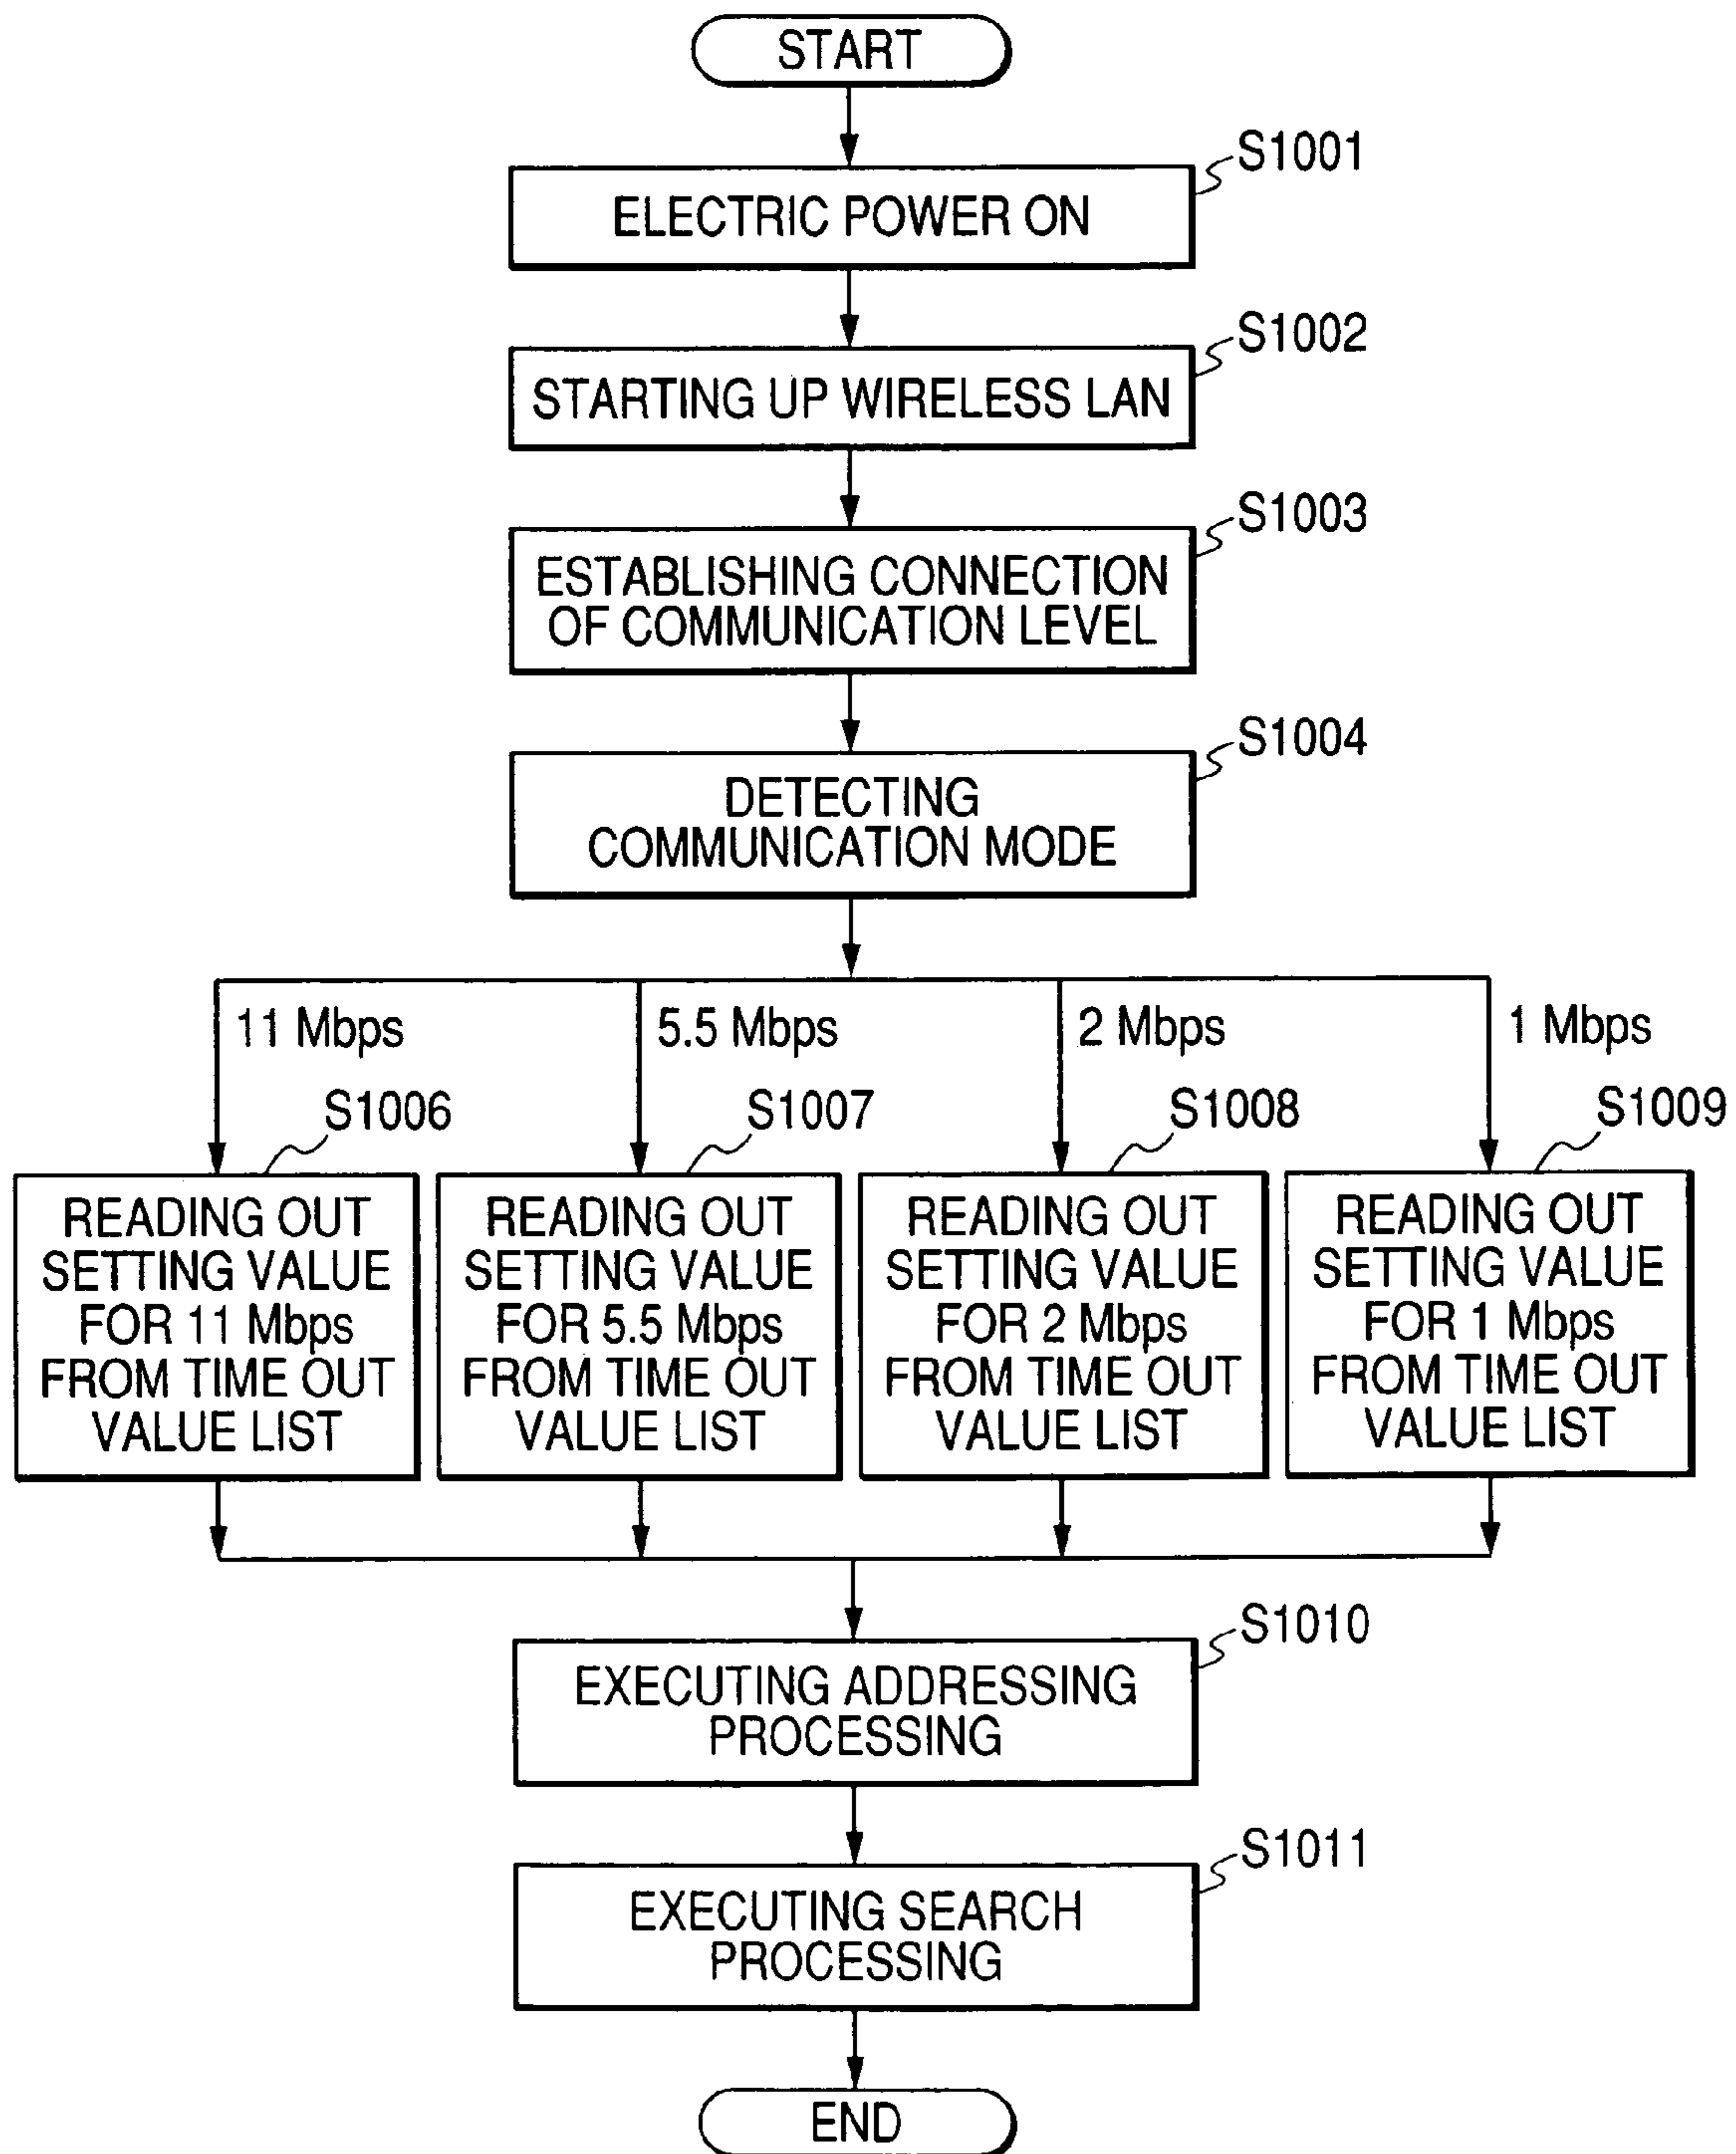 START
S1001
ELECTRIC POWER ON
S1002
STARTING UP WIRELESS LAN
S1003
ESTABLISHING CONNECTION
OF COMMUNICATION LEVEL
S1004
DETECTING
COMMUNICATION MODE
11 Mbps
5.5 Mbps
2 Mbps
1 Mbps
S1006
S1007
S1008
S1009
READING OUT
SETTING VALUE
FOR 11 Mbps
FROM TIME OUT
VALUE LIST
READING OUT
SETTING VALUE
FOR 5.5 Mbps
FROM TIME OUT
VALUE LIST
READING OUT
SETTING VALUE
FOR 2 Mbps
FROM TIME OUT
VALUE LIST
READING OUT
SETTING VALUE
FOR 1 Mbps
FROM TIME OUT
VALUE LIST
S1010
EXECUTING ADDRESSING
PROCESSING
S1011
EXECUTING SEARCH
PROCESSING
END